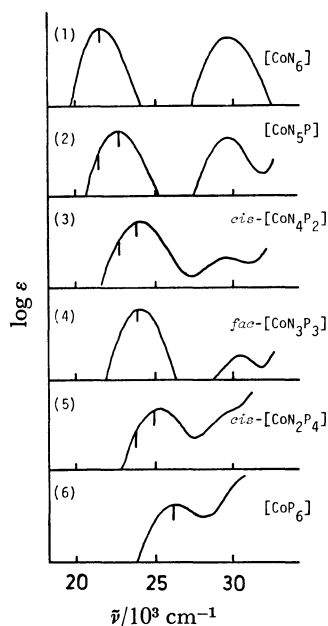 (1) [CoN₆]
(2) [CoN₅P]
(3) cis-[CoN₄P₂]
(4) fac-[CoN₃P₃]
(5) cis-[CoN₂P₄]
(6) [CoP₆]
log ε
20 25 30
ν̃/10³ cm⁻¹